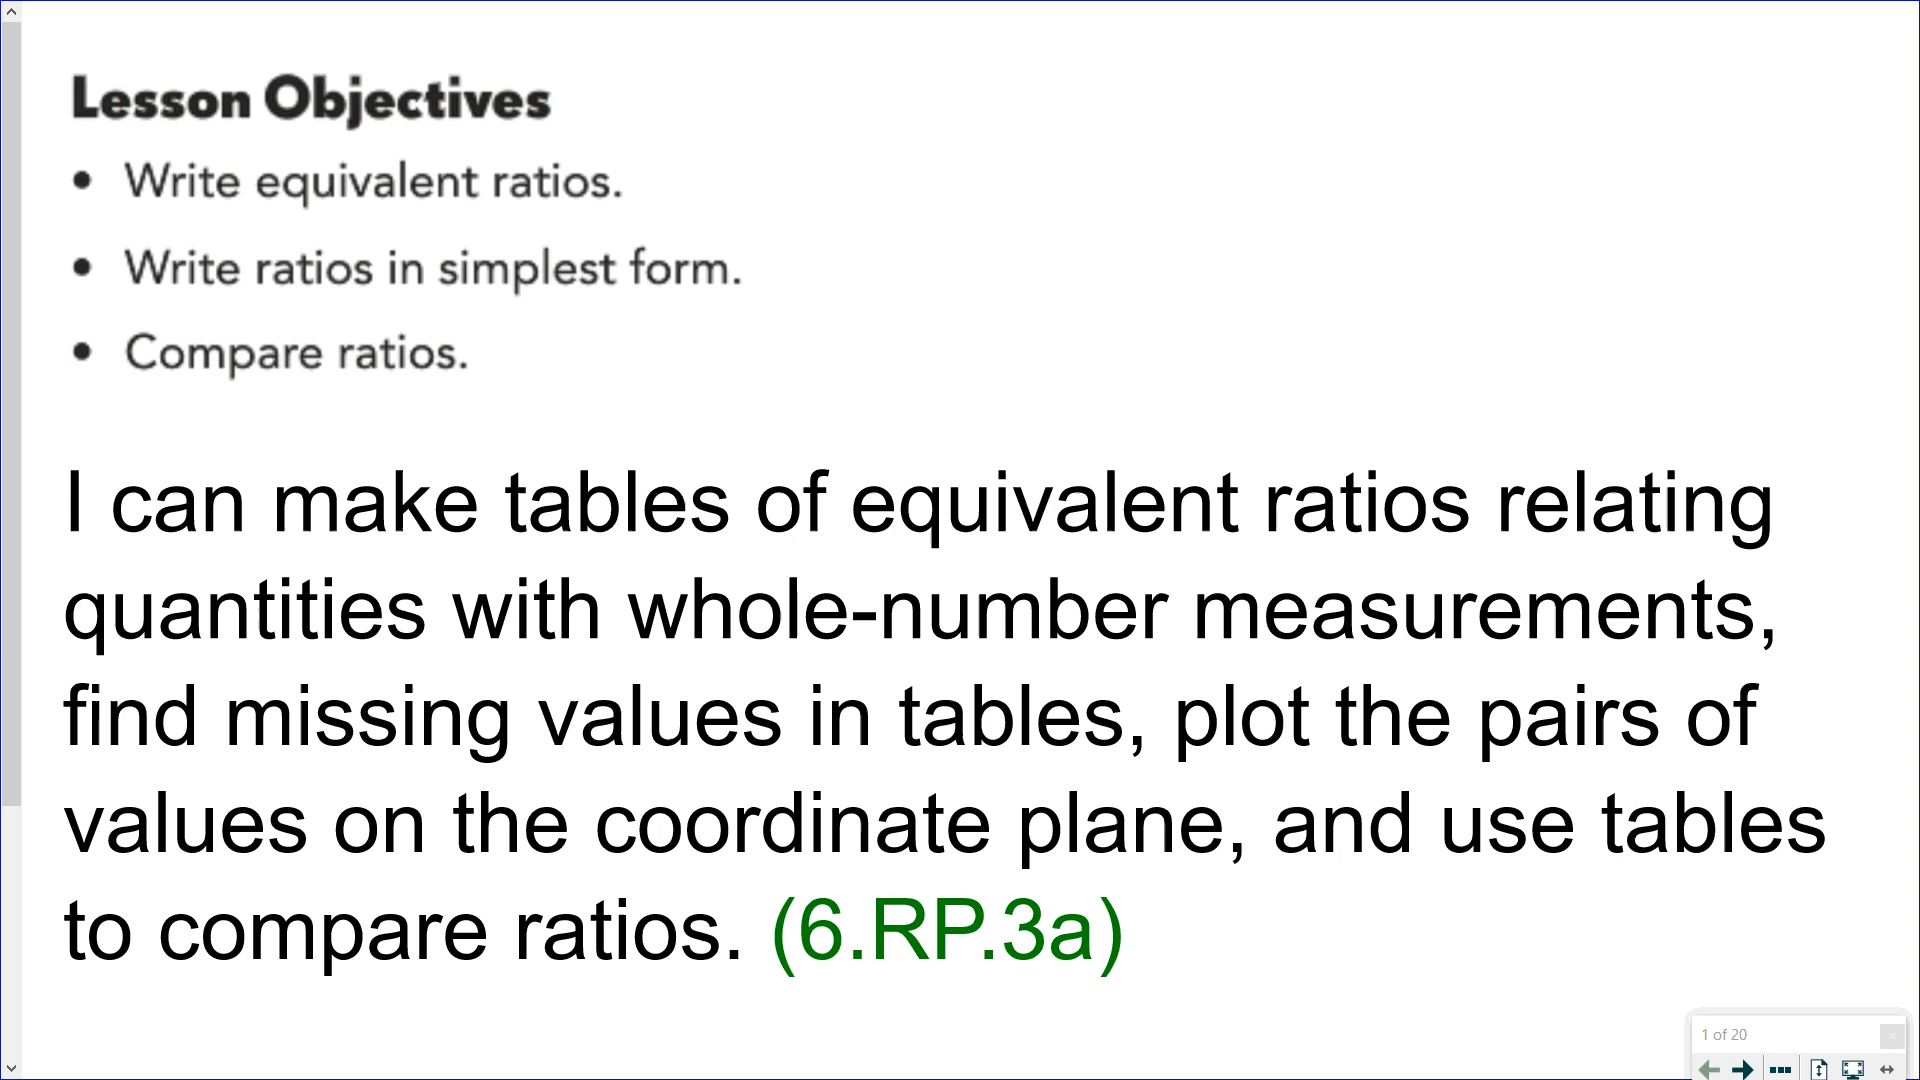 Lesson Objectives
• Write equivalent ratios.
• Write ratios in simplest form.
• Compare ratios.
I can make tables of equivalent ratios relating
quantities with whole-number measurements,
find missing values in tables, plot the pairs of
values on the coordinate plane, and use tables
to compare ratios. (6.RP.3a)
1 of 20